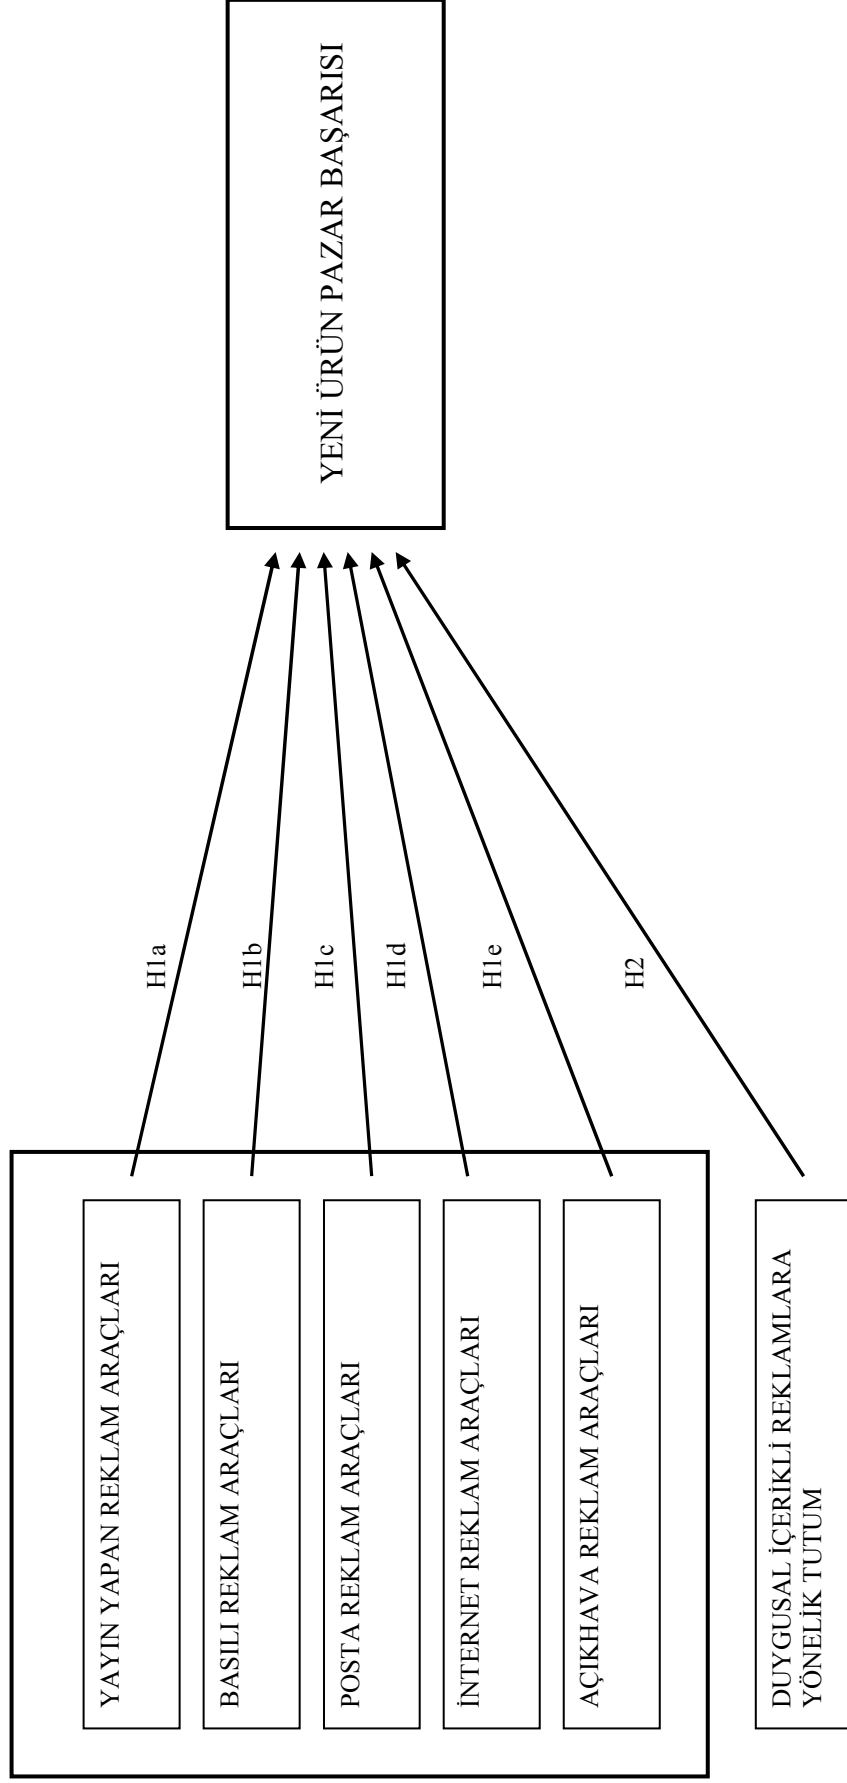 YAYIN YAPAN REKLAM ARAÇLARI
BASILI REKLAM ARAÇLARI
POSTA REKLAM ARAÇLARI
İNTERNET REKLAM ARAÇLARI
AÇIKHAVA REKLAM ARAÇLARI
DUYGUSAL İÇERİKLİ REKLAMLARA
YÖNELİK TUTUM
H1a
H1b
H1c
H1d
H1e
H2
YENİ ÜRÜN PAZAR BAŞARISI